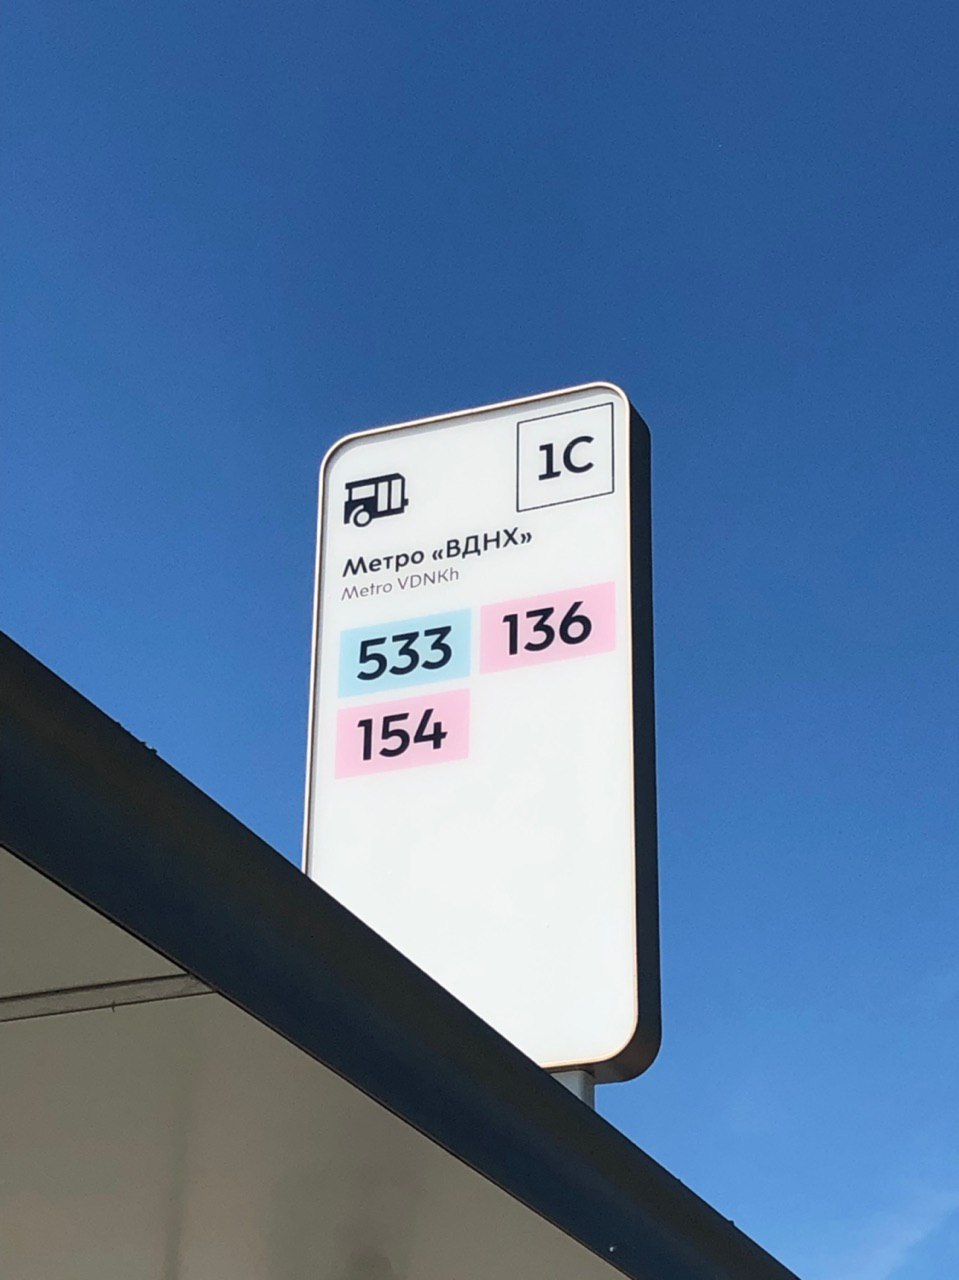 1С
Метро «ВДНХ»
Metro VDNKh
533 136
154